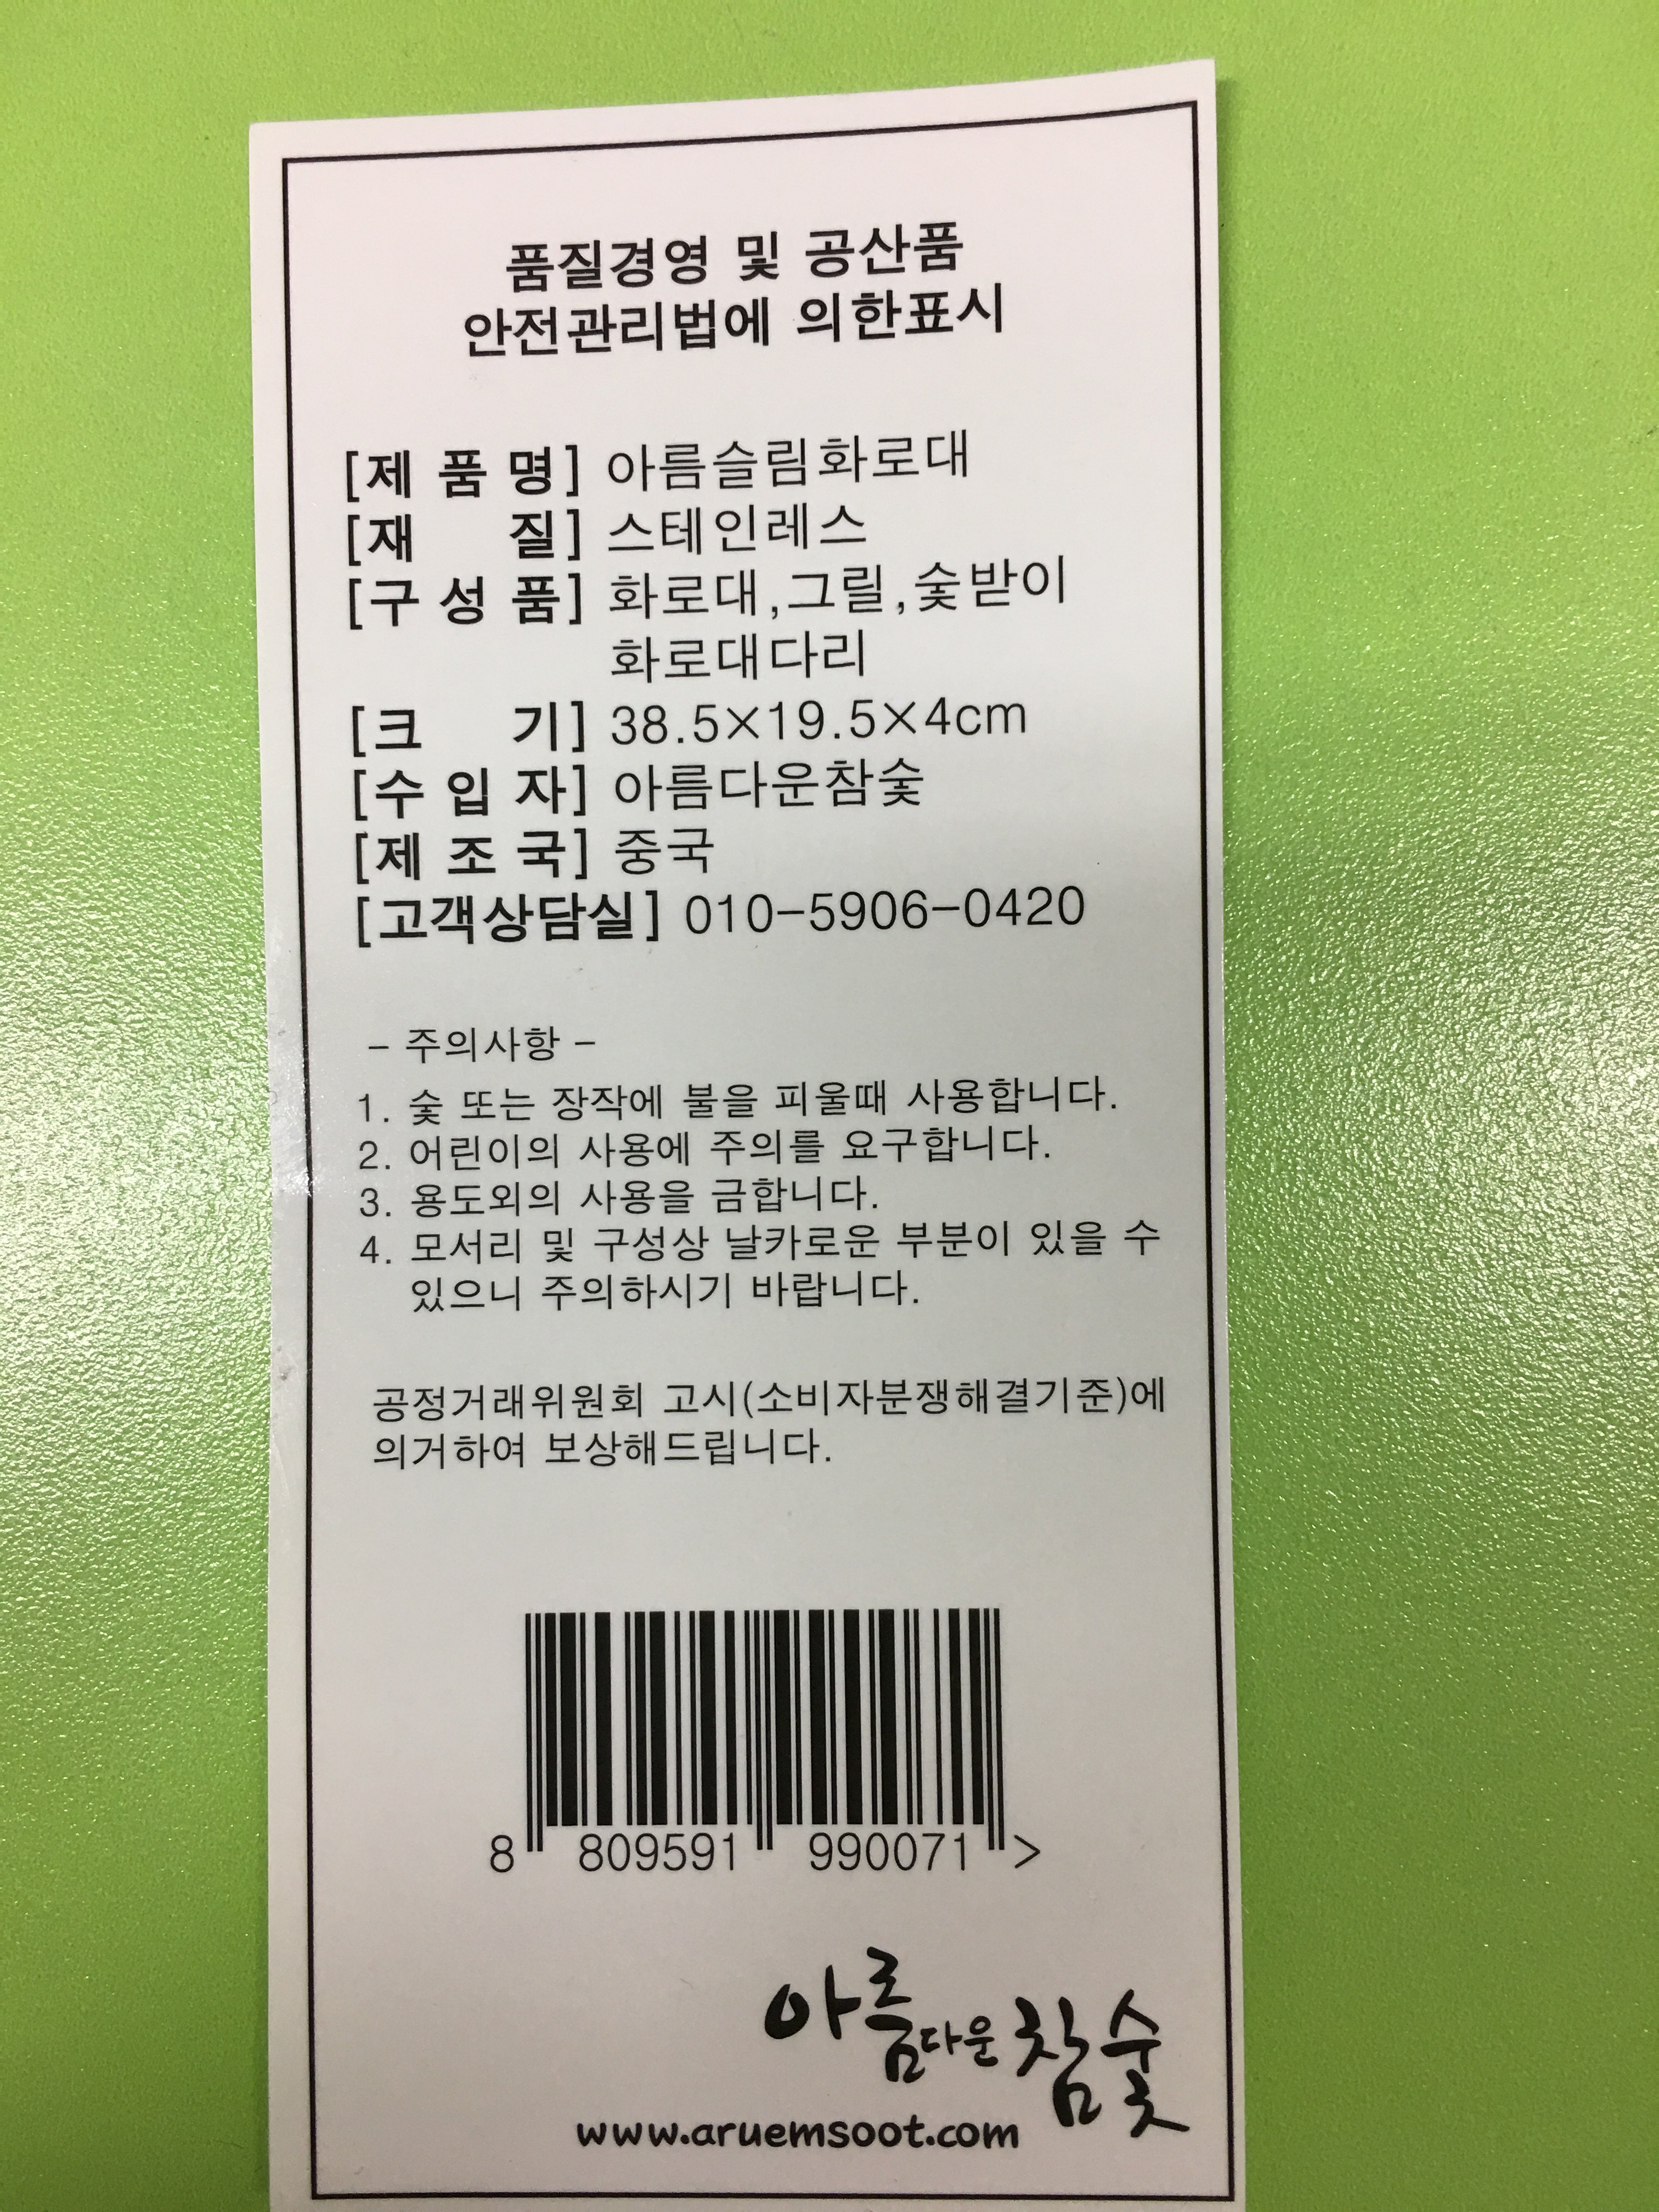 품질경영 및 공산품
안전관리법에 의한표시
[제 품 명] 아름슬림화로대
[재 질] 스테인레스
[구 성 품] 화로대,그릴,숯받이
화로대다리
[크 기] 38.5×19.5×4cm
[수 입 자] 아름다운참숯
[제 조 국] 중국
[고객상담실] 010-5906-0420
- 주의사항 -
1. 숯 또는 장작에 불을 피울때 사용합니다.
2. 어린이의 사용에 주의를 요구합니다.
3. 용도외의 사용을 금합니다.
4. 모서리 및 구성상 날카로운 부분이 있을 수
있으니 주의하시기 바랍니다.
공정거래위원회 고시(소비자분쟁해결기준)에
의거하여 보상해드립니다.
8 809591 990071 >
아름다운 참숯
www.aruemsoot.com